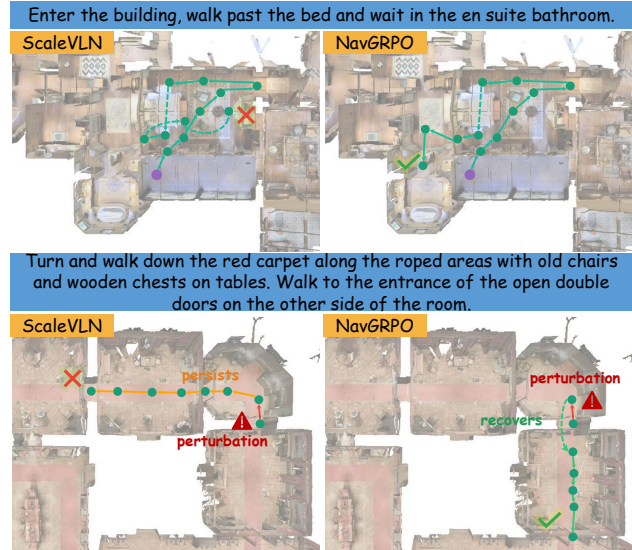 Enter the building, walk past the bed and wait in the en suite bathroom.
ScaleVLN
NavGRPO
Turn and walk down the red carpet along the roped areas with old chairs
and wooden chests on tables. Walk to the entrance of the open double
doors on the other side of the room.
ScaleVLN
NavGRPO
persists
perturbation
perturbation
recovers